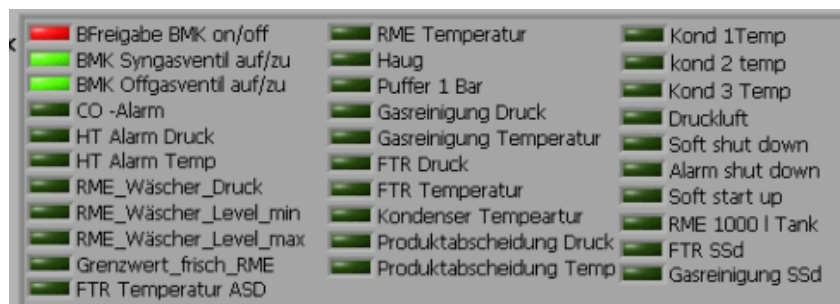 BFreigabe BMK on/off
BMK Syngasventil auf/zu
BMK Offgasventil auf/zu
CO -Alarm
HT Alarm Druck
HT Alarm Temp
RME_Wäscher_Druck
RME_Wäscher_Level_min
RME_Wäscher_Level_max
Grenzwert_frisch_RME
FTR Temperatur ASD
RME Temperatur
Haug
Puffer 1 Bar
Gasreinigung Druck
Gasreinigung Temperatur
FTR Druck
FTR Temperatur
Kondenser Tempeartur
Produktabscheidung Druck
Produktabscheidung Temp
Kond 1Temp
kond 2 temp
Kond 3 Temp
Druckluft
Soft shut down
Alarm shut down
Soft start up
RME 1000 l Tank
FTR SSd
Gasreinigung SSd